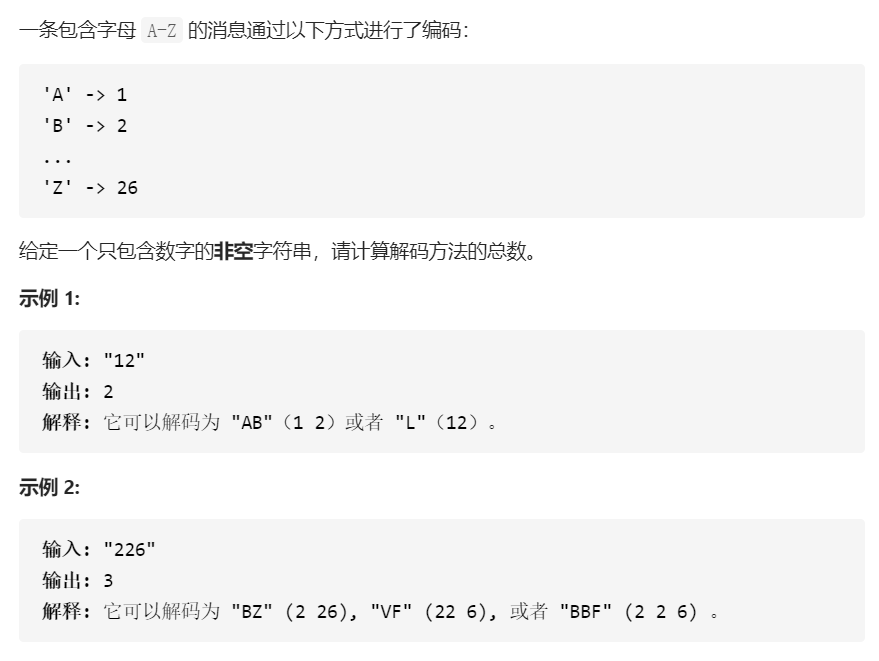 一条包含字母 A-Z 的消息通过以下方式进行了编码：
'A' -> 1
'B' -> 2
...
'Z' -> 26
给定一个只包含数字的非空字符串，请计算解码方法的总数。
示例 1:
输入: "12"
输出: 2
解释: 它可以解码为 "AB"（1 2）或者 "L"（12）。
示例 2:
输入: "226"
输出: 3
解释: 它可以解码为 "BZ" (2 26), "VF" (22 6), 或者 "BBF" (2 2 6) 。